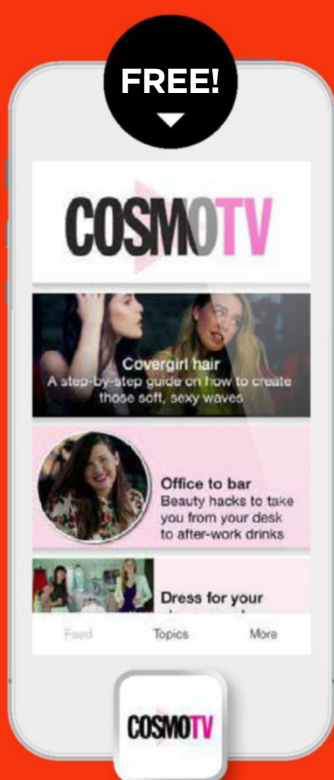 FREE!
COSMOTV
Covergirl hair
A step-by-step guide on how to create
those soft, sexy waves
Office to bar
Beauty hacks to take
you from your desk
to after-work drinks
Dress for your
Feed
Topics
More
COSMOTV